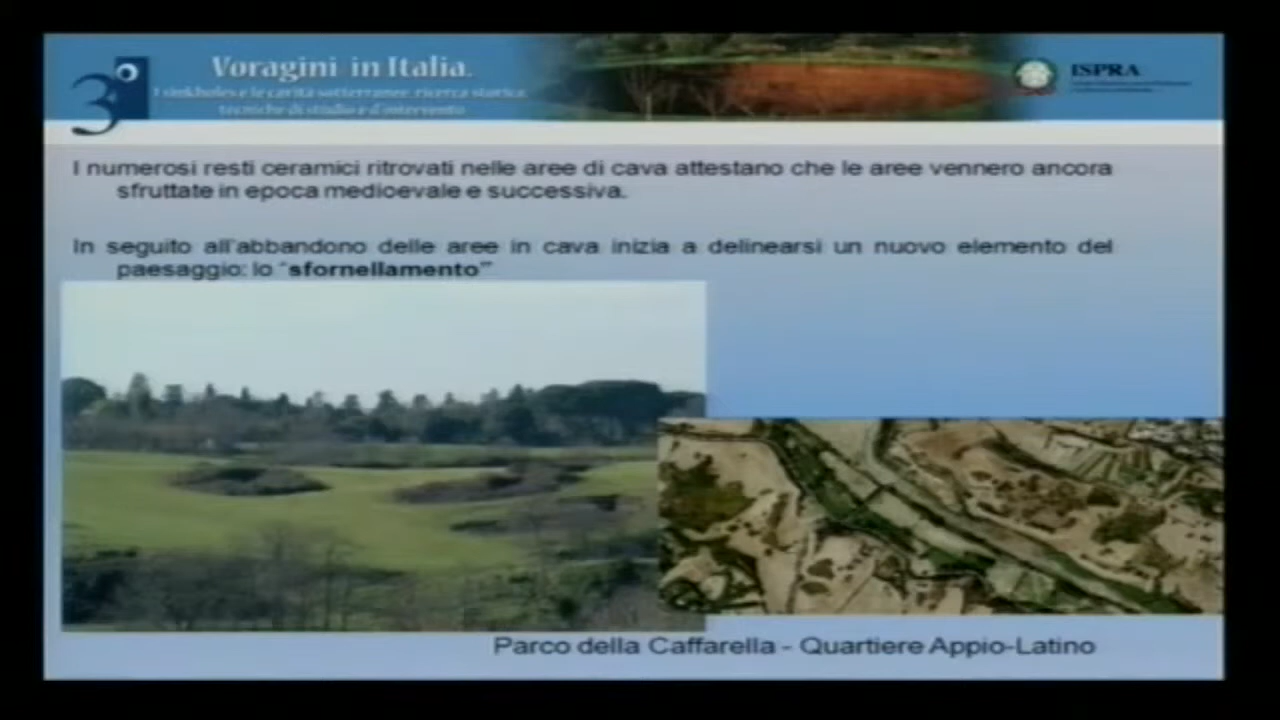 3°
Voragini in Italia.
I sinkholes e le cavità sotterranee: ricerca storica,
tecniche di studio e d'intervento
ISPRA
I numerosi resti ceramici ritrovati nelle aree di cava attestano che le aree vennero ancora
sfruttate in epoca medioevale e successiva.
In seguito all'abbandono delle aree in cava inizia a delinearsi un nuovo elemento del
paesaggio: lo "sfornellamento"
Parco della Caffarella - Quartiere Appio-Latino